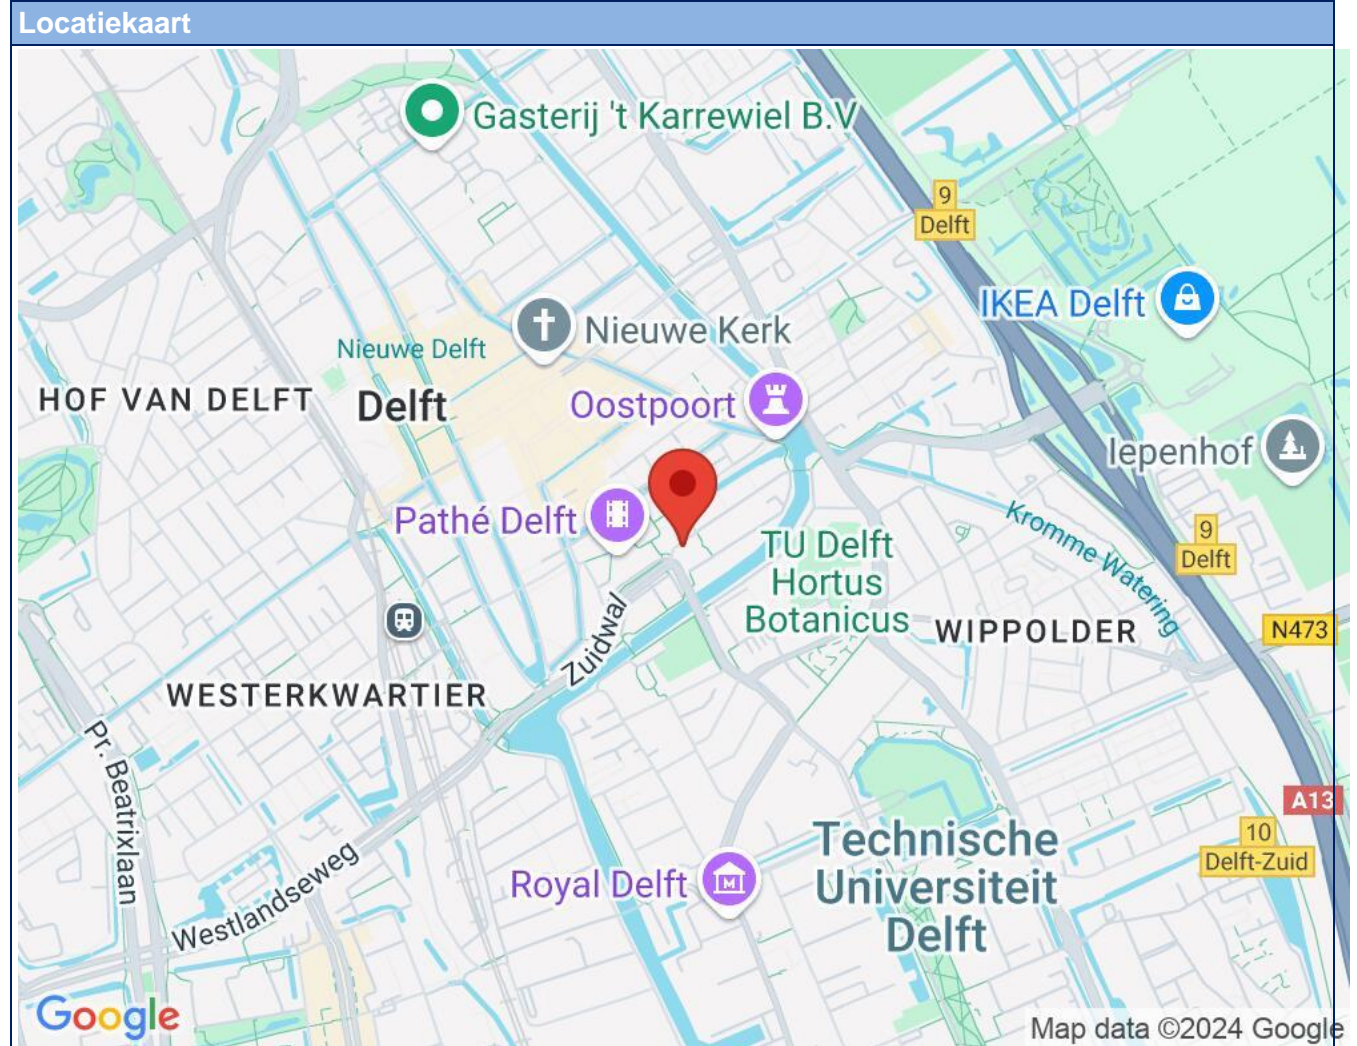 Locatiekaart
Gasterij 't Karrewiel B.V
9
Delft
IKEA Delft
Nieuwe Kerk
Nieuwe Delft
HOF VAN DELFT
Delft
Oostpoort
Iepenhof
Pathé Delft
Kromme Watering
9
Delft
TU Delft
Hortus
Botanicus
WIPPOLDER
N473
Zuidwal
WESTERKWARTIER
Pr. Beatrixlaan
A13
10
Delft-Zuid
Technische
Universiteit
Delft
Royal Delft
M
Westlandseweg
Google
Map data ©2024 Google